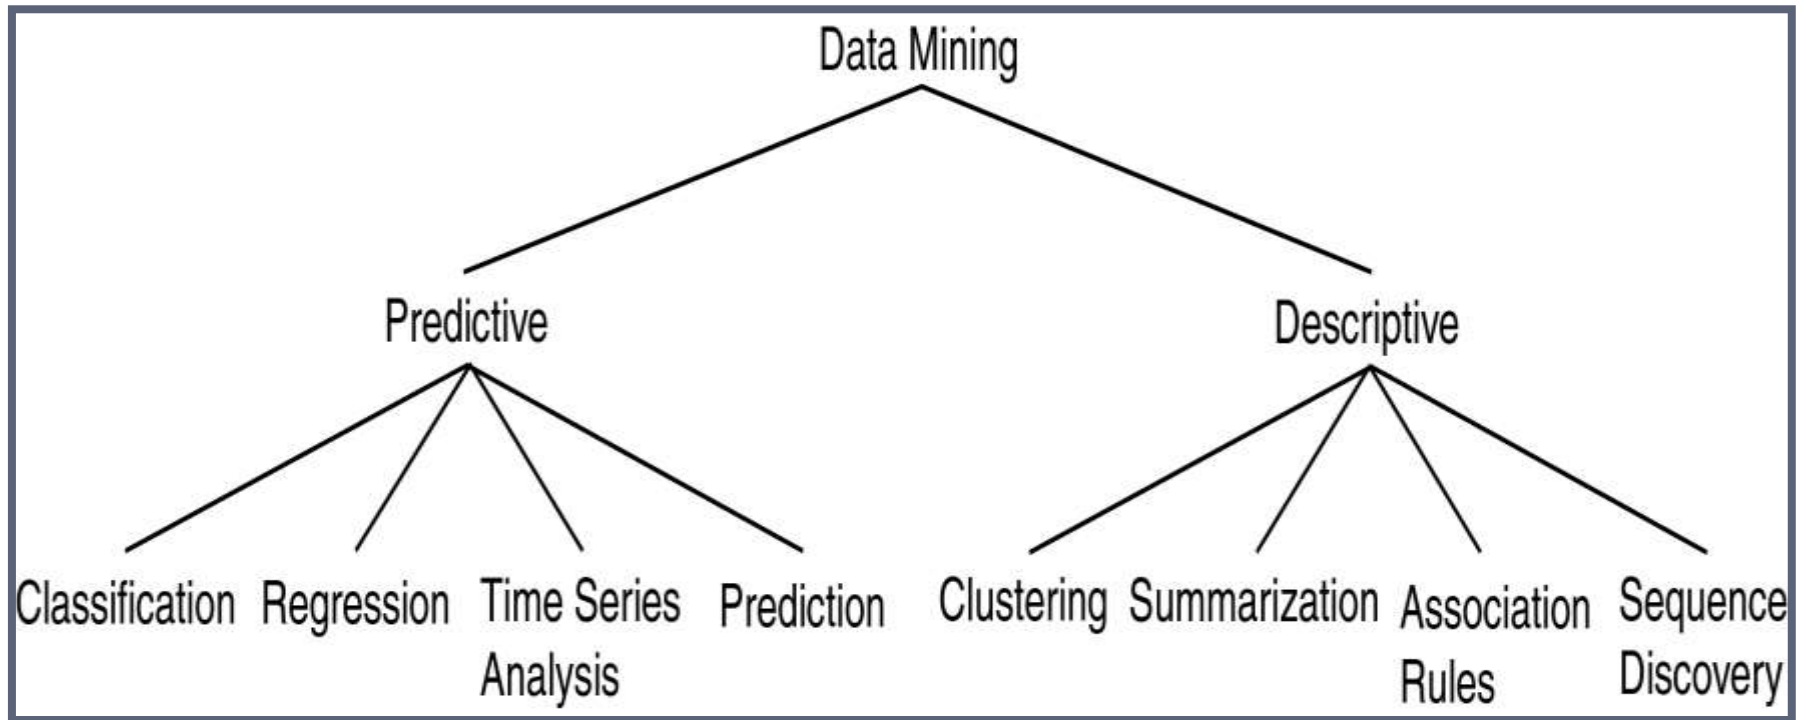 Data Mining
Predictive
Descriptive
Classification
Regression
Time Series
Analysis
Prediction
Clustering
Summarization
Association
Rules
Sequence
Discovery